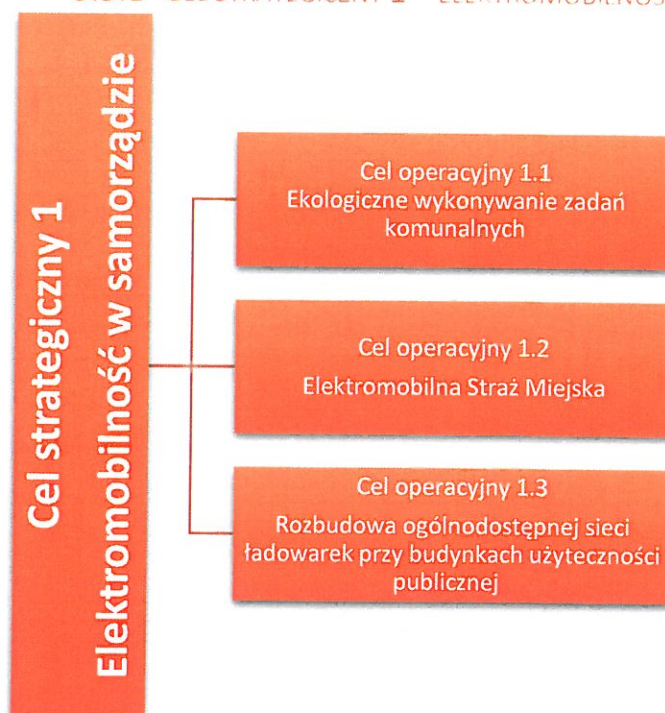 Cel strategiczny 1
Elektromobilność w samorządzie
Cel operacyjny 1.1
Ekologiczne wykonywanie zadań
komunalnych
Cel operacyjny 1.2
Elektromobilna Straż Miejska
Cel operacyjny 1.3
Rozbudowa ogólnodostępnej sieci
ładowarek przy budynkach użyteczności
publicznej